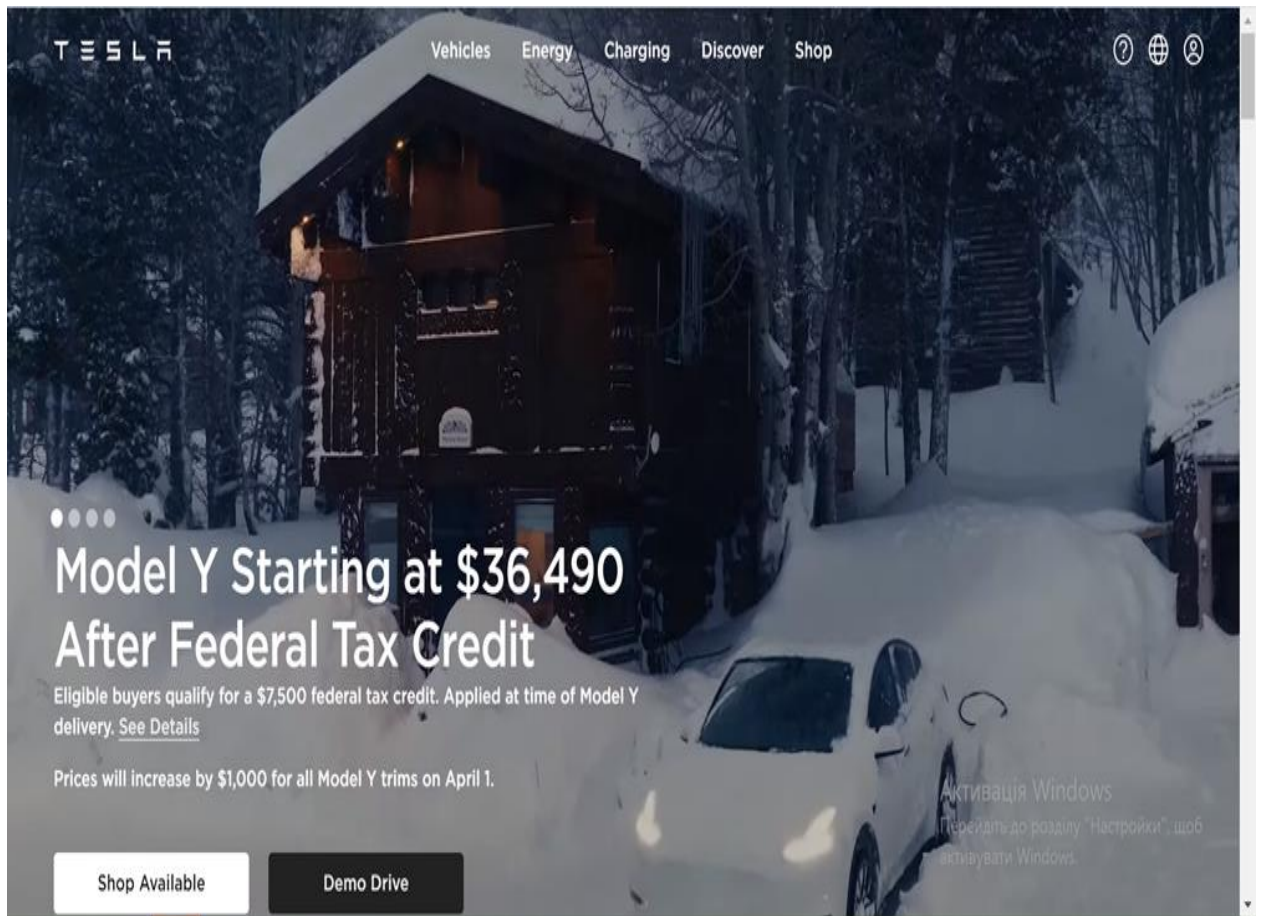 TESLA
Vehicles Energy Charging Discover Shop
Model Y Starting at $36,490
After Federal Tax Credit
Eligible buyers qualify for a $7,500 federal tax credit. Applied at time of Model Y
delivery. See Details
Prices will increase by $1,000 for all Model Y trims on April 1.
Активація Windows
Перейдіть до розділу "Настройки", щоб
активувати Windows.
Shop Available Demo Drive